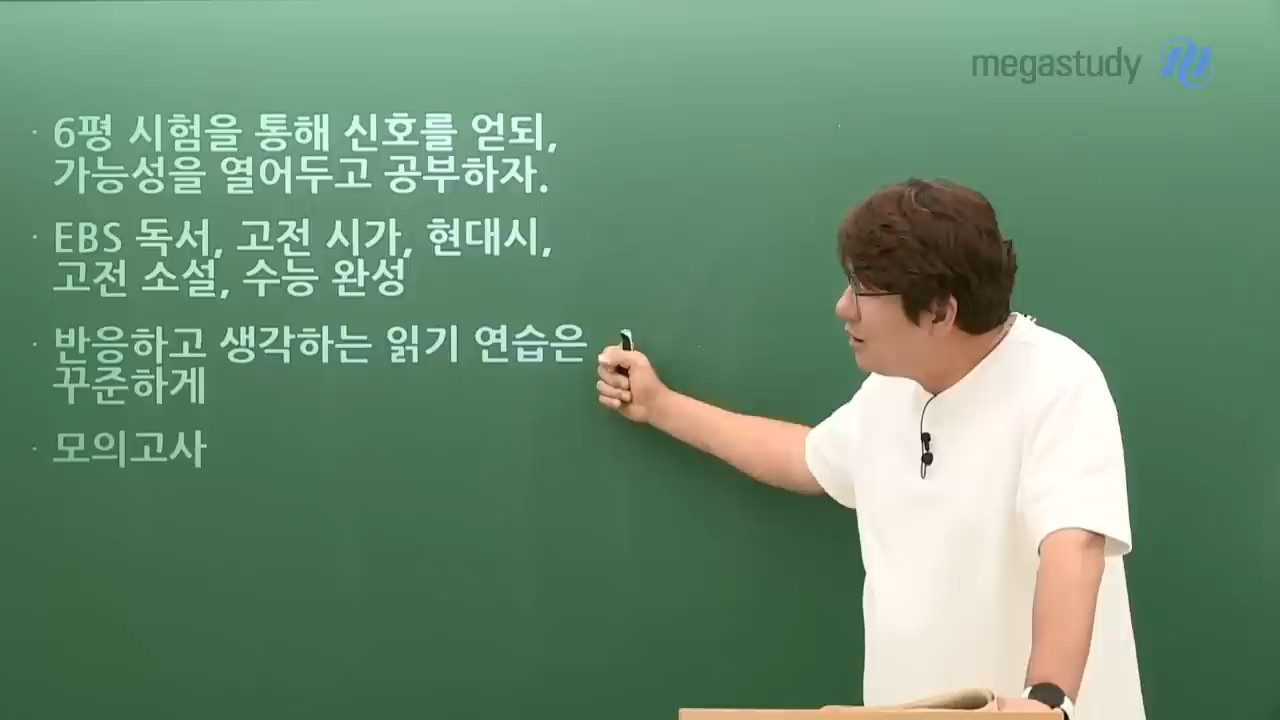 megastudy
· 6평 시험을 통해 신호를 얻되,
가능성을 열어두고 공부하자.
· EBS 독서, 고전 시가, 현대시,
고전 소설, 수능 완성
· 반응하고 생각하는 읽기 연습은
꾸준하게
· 모의고사